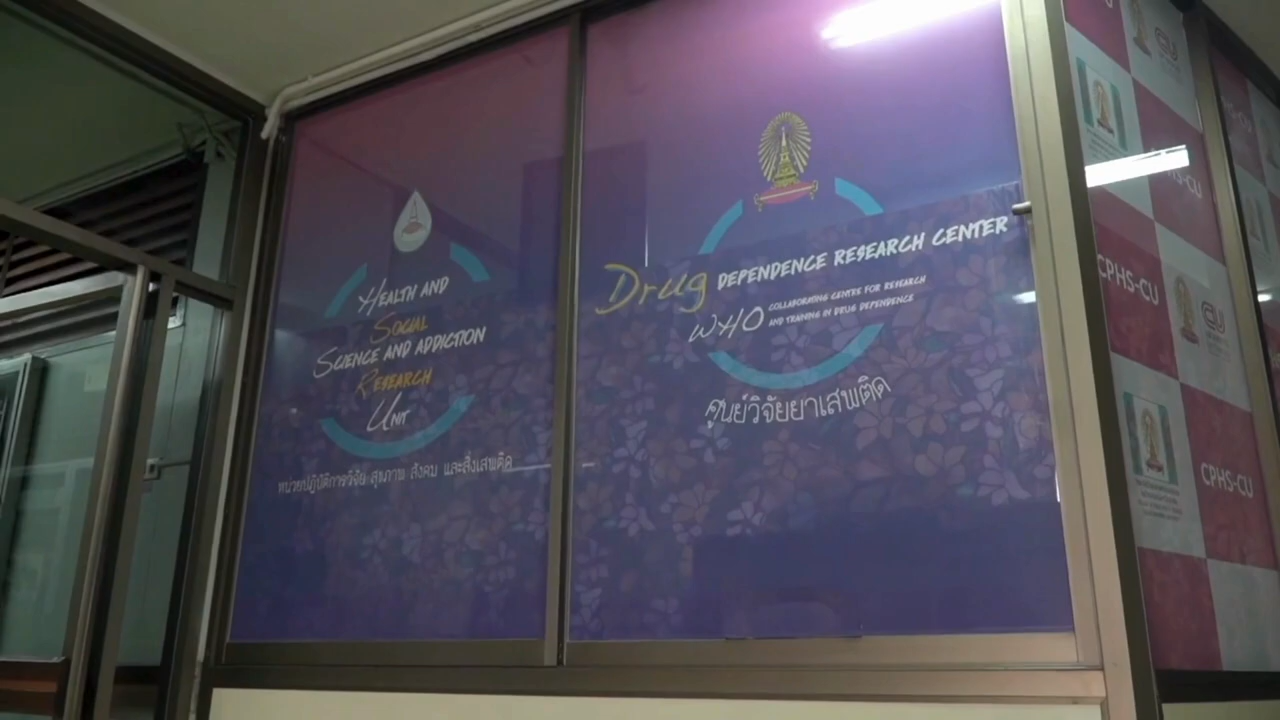 HEALTH AND
SOCIAL
SCIENCE AND ADDICTION
RESEARCH
UNIT
หน่วยปฏิบัติการวิจัย สุขภาพ สังคม และสิ่งเสพติด
Drug DEPENDENCE RESEARCH CENTER
WHO COLLABORATING CENTRE FOR RESEARCH
AND TRAINING IN DRUG DEPENDENCE
ศูนย์วิจัยยาเสพติด
CPHS-CU
CPHS-CU